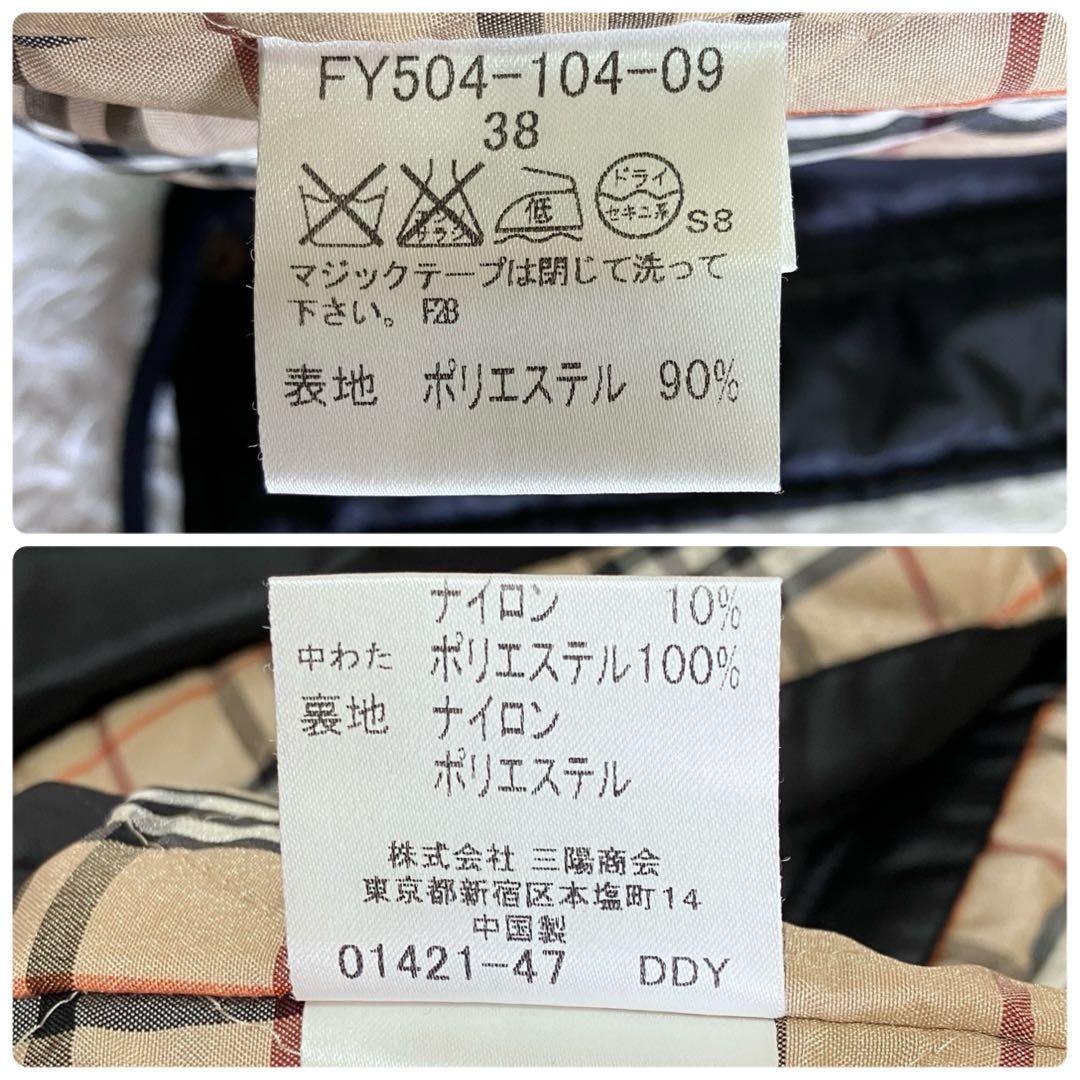 FY504-104-09
38
低
ドライ
セキユ系
S8
マジックテープは閉じて洗って
下さい。 F28
表地 ポリエステル 90%
ナイロン 10%
中わた ポリエステル100%
裏地 ナイロン
ポリエステル
株式会社 三陽商会
東京都新宿区本塩町14
中国製
01421-47 DDY